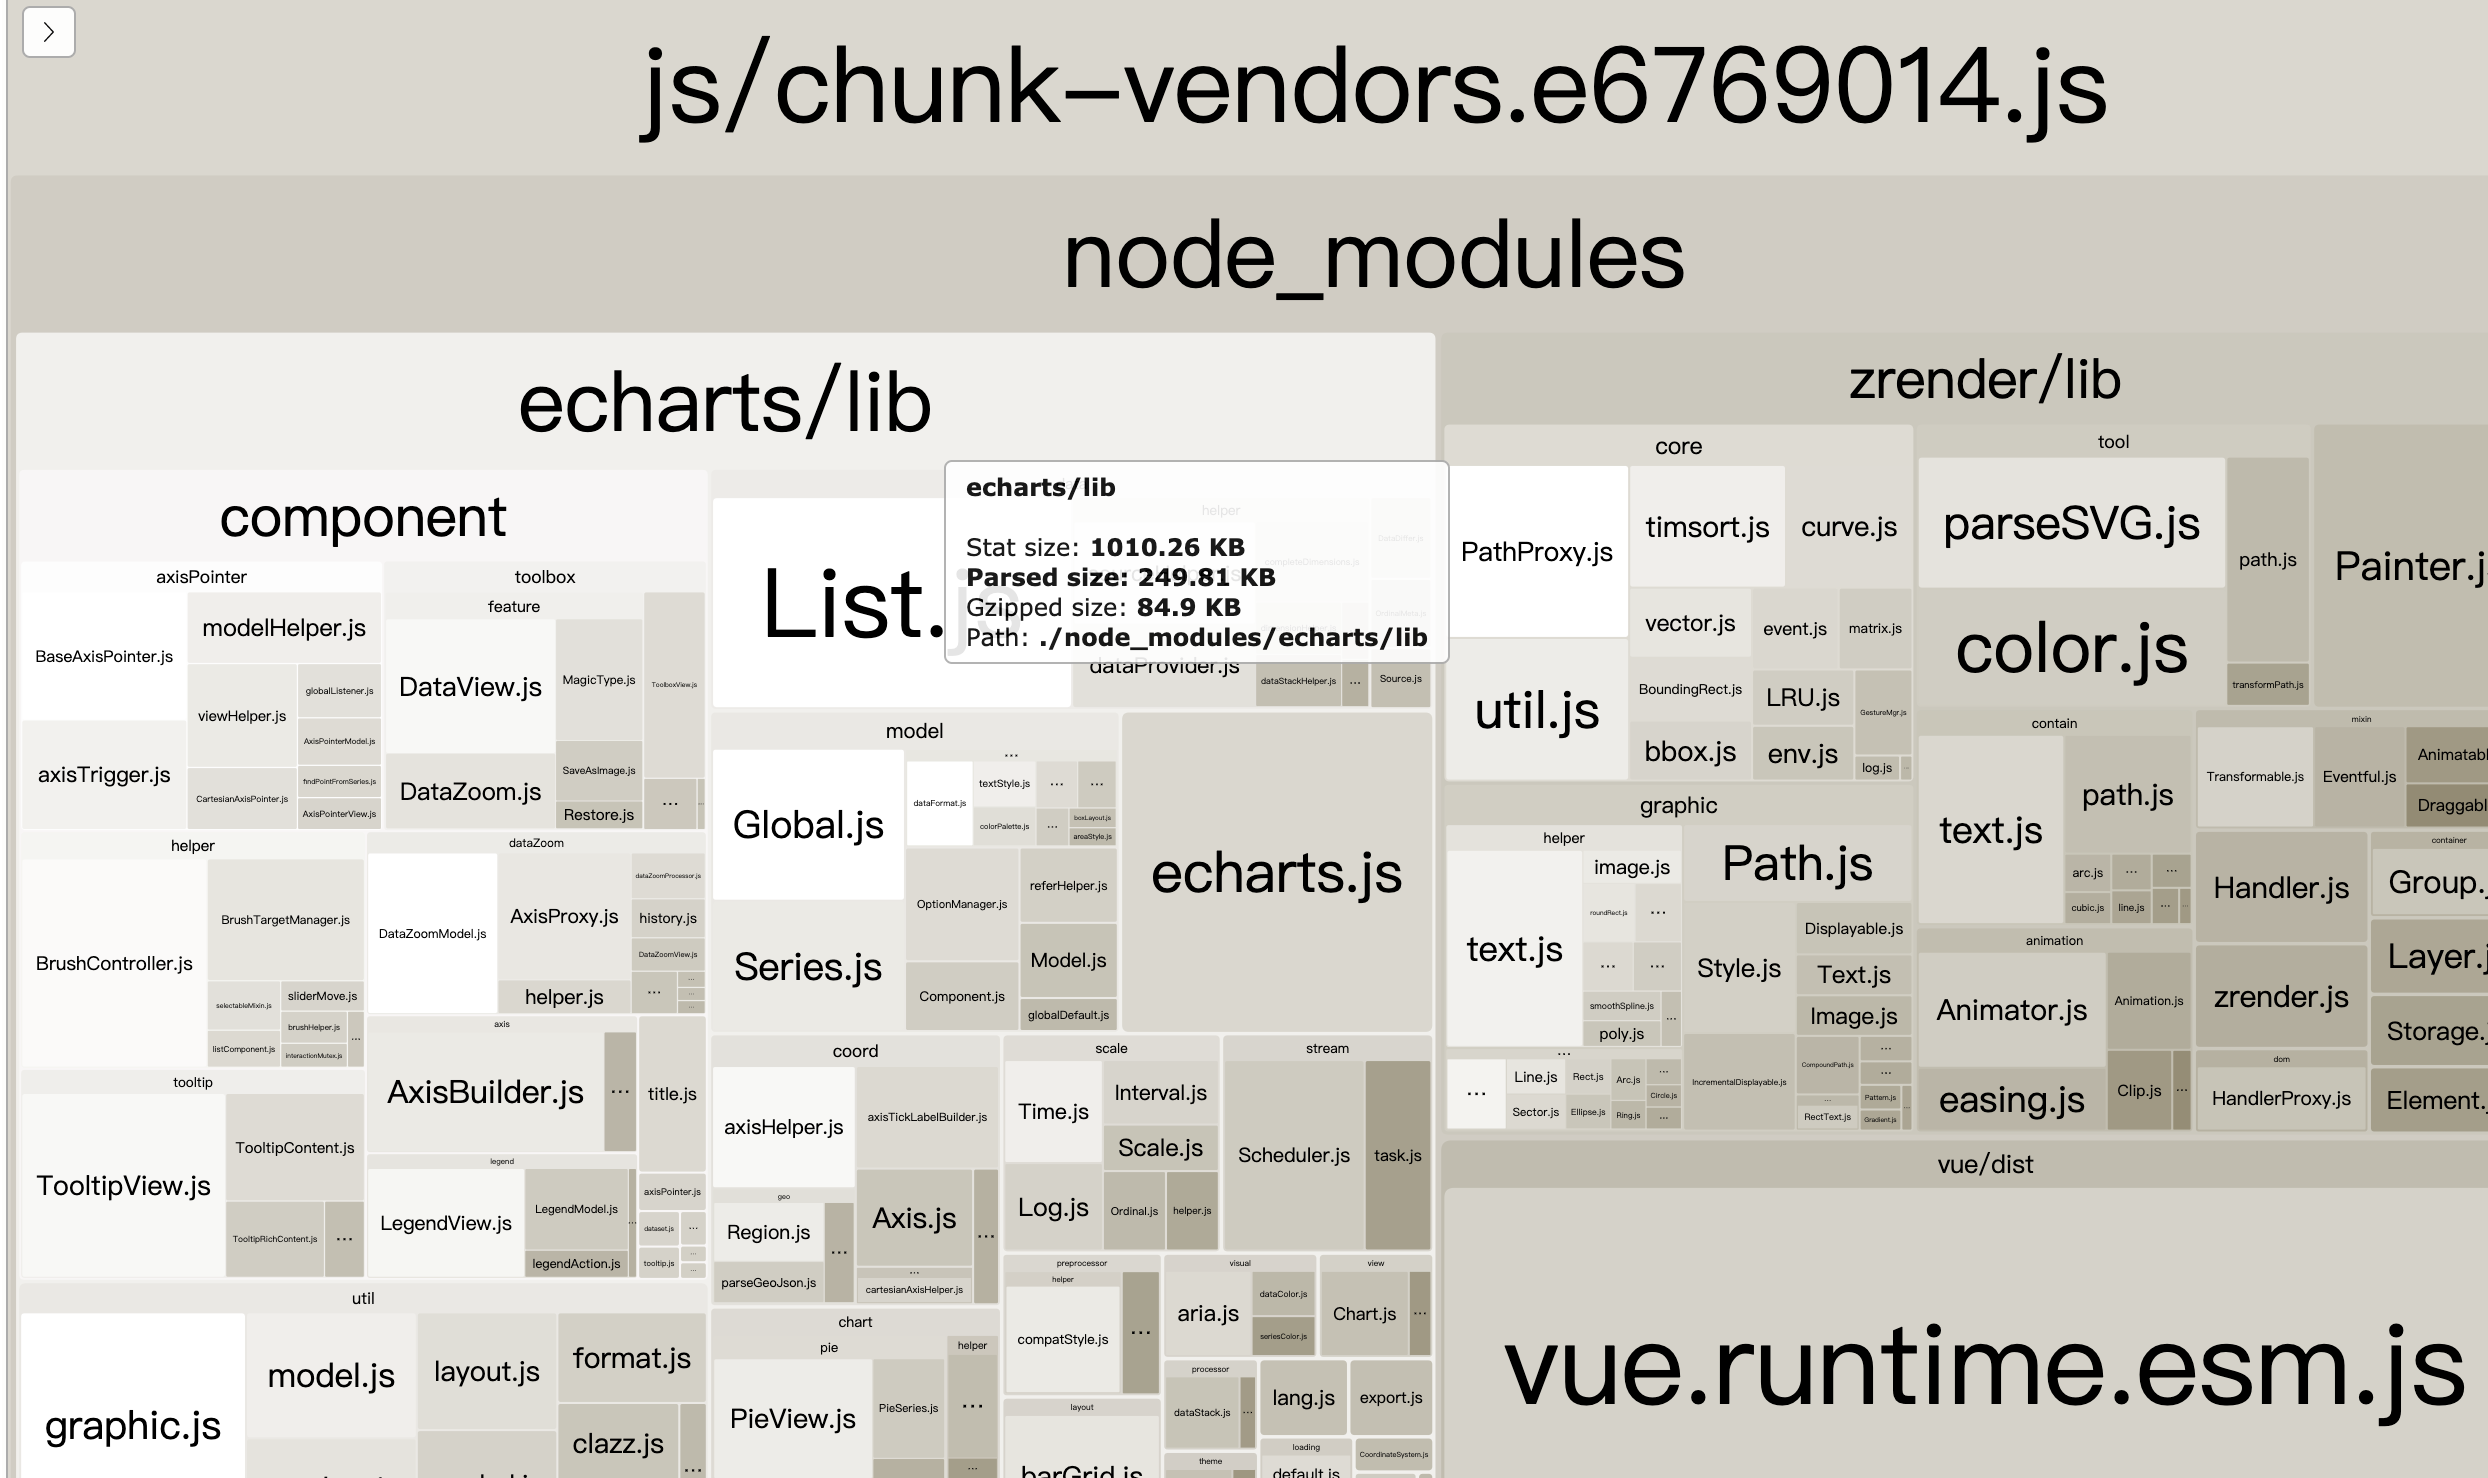 js/chunk-vendors.e6769014.js
node_modules
echarts/lib
zrender/lib
component
axisPointer
BaseAxisPointer.js
modelHelper.js
viewHelper.js
globalListener.js
AxisPointerModel.js
findPointFromSeries.js
axisTrigger.js
CartesianAxisPointer.js
AxisPointerView.js
toolbox
feature
DataView.js
MagicType.js
ToolboxView.js
DataZoom.js
SaveAsImage.js
Restore.js
...
helper
BrushController.js
BrushTargetManager.js
selectableMixin.js
sliderMove.js
brushHelper.js
listComponent.js
interactionMutex.js
...
dataZoom
DataZoomModel.js
AxisProxy.js
dataZoomProcessor.js
history.js
DataZoomView.js
helper.js
...
axis
AxisBuilder.js
...
title.js
tooltip
TooltipView.js
TooltipContent.js
TooltipRichContent.js
...
legend
LegendView.js
LegendModel.js
legendAction.js
...
axisPointer.js
dataset.js
...
tooltip.js
...
util
graphic.js
model.js
layout.js
format.js
clazz.js
...
List.js
helper
completeDimensions.js
DataDiffer.js
OrdinalMeta.js
echarts/lib
Stat size: 1010.26 KB
Parsed size: 249.81 KB
Gzipped size: 84.9 KB
Path: ./node_modules/echarts/lib
dataProvider.js
dataStackHelper.js
...
Source.js
model
...
Global.js
dataFormat.js
textStyle.js
...
...
colorPalette.js
...
boxLayout.js
areaStyle.js
Series.js
OptionManager.js
referHelper.js
Component.js
Model.js
globalDefault.js
echarts.js
coord
axisHelper.js
axisTickLabelBuilder.js
geo
Region.js
...
parseGeoJson.js
Axis.js
...
...
cartesianAxisHelper.js
scale
Time.js
Interval.js
Scale.js
Log.js
Ordinal.js
helper.js
stream
Scheduler.js
task.js
chart
pie
PieView.js
PieSeries.js
helper
...
...
preprocessor
helper
compatStyle.js
...
visual
aria.js
dataColor.js
seriesColor.js
view
Chart.js
...
processor
dataStack.js
...
lang.js
export.js
layout
barGrid.js
theme
loading
default.js
CoordinateSystem.js
core
PathProxy.js
timsort.js
curve.js
util.js
vector.js
event.js
matrix.js
BoundingRect.js
LRU.js
GestureMgr.js
bbox.js
env.js
log.js
tool
parseSVG.js
path.js
color.js
transformPath.js
Painter.j
graphic
helper
text.js
image.js
roundRect.js
...
...
...
smoothSpline.js
...
poly.js
Path.js
Style.js
Displayable.js
Text.js
Image.js
IncrementalDisplayable.js
CompoundPath.js
...
...
...
RectText.js
Pattern.js
Gradient.js
...
...
Line.js
Rect.js
Arc.js
...
Circle.js
Sector.js
Ellipse.js
Ring.js
...
contain
text.js
path.js
arc.js
...
...
cubic.js
line.js
...
mixin
Transformable.js
Eventful.js
Animatab
Draggab
animation
Animator.js
Animation.js
easing.js
Clip.js
...
Handler.js
zrender.js
dom
HandlerProxy.js
container
Group.
Layer.j
Storage.j
Element.
vue/dist
vue.runtime.esm.js